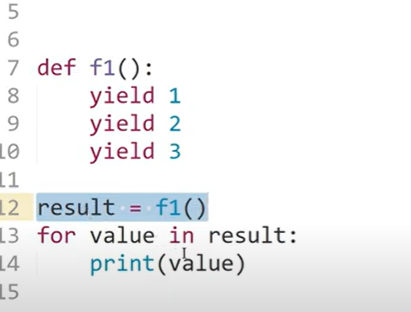 5
6
7 def f1():
8     yield 1
9     yield 2
10     yield 3
11
12 result = f1()
13 for value in result:
14     print(value)
15